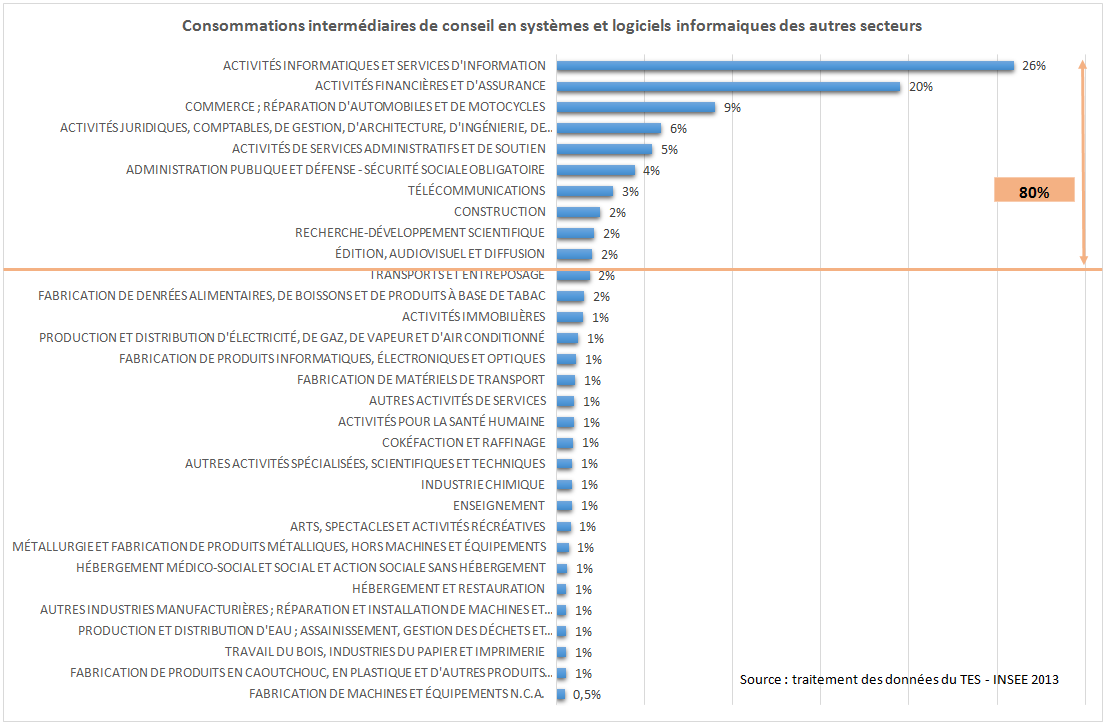 Consommations intermédiaires de conseil en systèmes et logiciels informaiques des autres secteurs
ACTIVITÉS INFORMATIQUES ET SERVICES D'INFORMATION 26%
ACTIVITÉS FINANCIÈRES ET D'ASSURANCE 20%
COMMERCE ; RÉPARATION D'AUTOMOBILES ET DE MOTOCYCLES 9%
ACTIVITÉS JURIDIQUES, COMPTABLES, DE GESTION, D'ARCHITECTURE, D'INGÉNIERIE, DE... 6%
ACTIVITÉS DE SERVICES ADMINISTRATIFS ET DE SOUTIEN 5%
ADMINISTRATION PUBLIQUE ET DÉFENSE - SÉCURITÉ SOCIALE OBLIGATOIRE 4%
TÉLÉCOMMUNICATIONS 3%
80%
CONSTRUCTION 2%
RECHERCHE-DÉVELOPPEMENT SCIENTIFIQUE 2%
ÉDITION, AUDIOVISUEL ET DIFFUSION 2%
TRANSPORTS ET ENTREPOSAGE 2%
FABRICATION DE DENRÉES ALIMENTAIRES, DE BOISSONS ET DE PRODUITS À BASE DE TABAC 2%
ACTIVITÉS IMMOBILIÈRES 1%
PRODUCTION ET DISTRIBUTION D'ÉLECTRICITÉ, DE GAZ, DE VAPEUR ET D'AIR CONDITIONNÉ 1%
FABRICATION DE PRODUITS INFORMATIQUES, ÉLECTRONIQUES ET OPTIQUES 1%
FABRICATION DE MATÉRIELS DE TRANSPORT 1%
AUTRES ACTIVITÉS DE SERVICES 1%
ACTIVITÉS POUR LA SANTÉ HUMAINE 1%
COKÉFACTION ET RAFFINAGE 1%
AUTRES ACTIVITÉS SPÉCIALISÉES, SCIENTIFIQUES ET TECHNIQUES 1%
INDUSTRIE CHIMIQUE 1%
ENSEIGNEMENT 1%
ARTS, SPECTACLES ET ACTIVITÉS RÉCRÉATIVES 1%
MÉTALLURGIE ET FABRICATION DE PRODUITS MÉTALLIQUES, HORS MACHINES ET ÉQUIPEMENTS 1%
HÉBERGEMENT MÉDICO-SOCIAL ET SOCIAL ET ACTION SOCIALE SANS HÉBERGEMENT 1%
HÉBERGEMENT ET RESTAURATION 1%
AUTRES INDUSTRIES MANUFACTURIÈRES ; RÉPARATION ET INSTALLATION DE MACHINES ET... 1%
PRODUCTION ET DISTRIBUTION D'EAU ; ASSAINISSEMENT, GESTION DES DÉCHETS ET... 1%
TRAVAIL DU BOIS, INDUSTRIES DU PAPIER ET IMPRIMERIE 1%
FABRICATION DE PRODUITS EN CAOUTCHOUC, EN PLASTIQUE ET D'AUTRES PRODUITS... 1%
Source : traitement des données du TES - INSEE 2013
FABRICATION DE MACHINES ET ÉQUIPEMENTS N.C.A. 0,5%